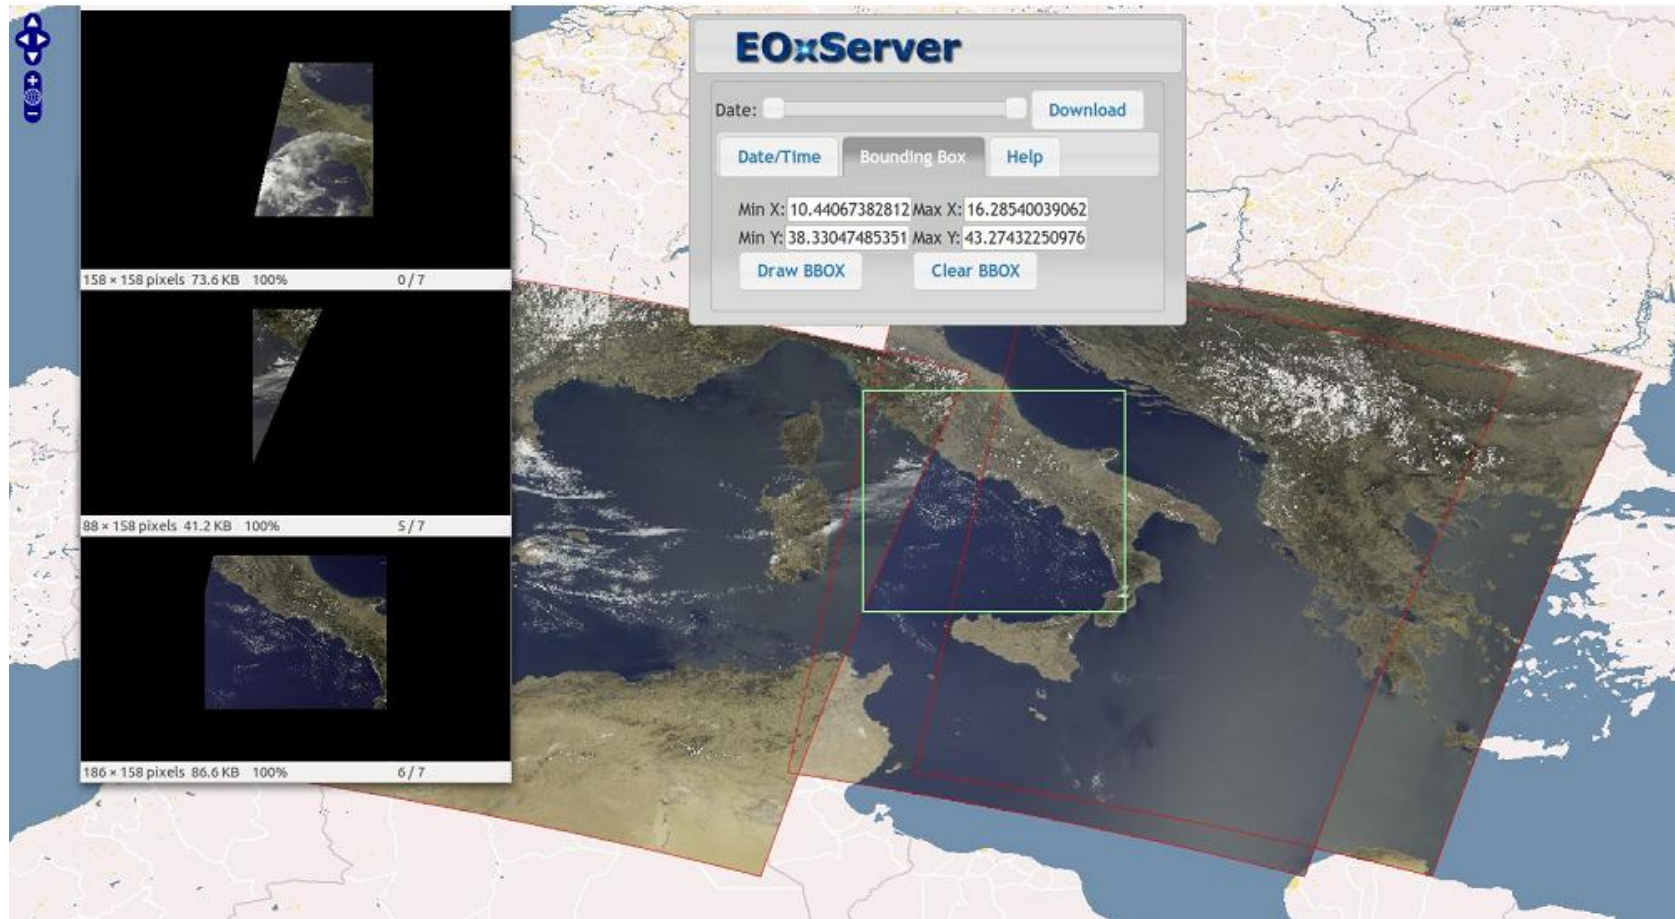 158 × 158 pixels 73.6 KB 100% 0 / 7
88 × 158 pixels 41.2 KB 100% 5 / 7
186 × 158 pixels 86.6 KB 100% 6 / 7
EOxServer
Date: Download
Date/Time Bounding Box Help
Min X: 10.44067382812 Max X: 16.28540039062
Min Y: 38.33047485351 Max Y: 43.27432250976
Draw BBOX Clear BBOX